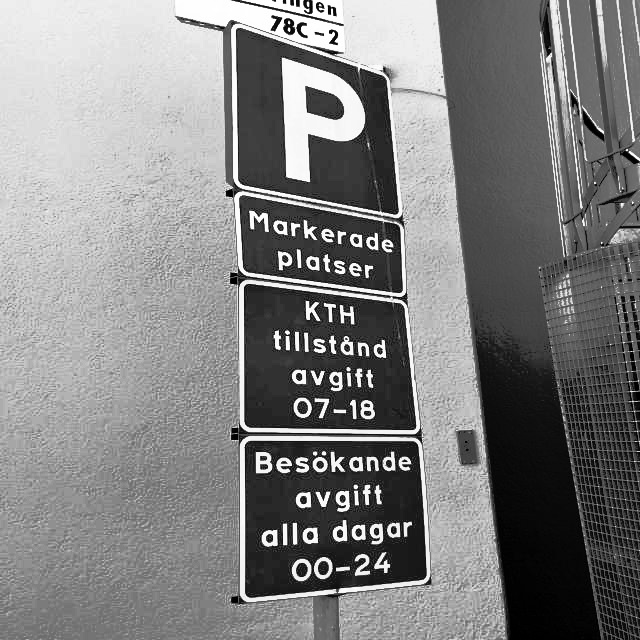 78C-2
P
Markerade
platser
KTH
tillstånd
avgift
07-18
Besökande
avgift
alla dagar
00-24